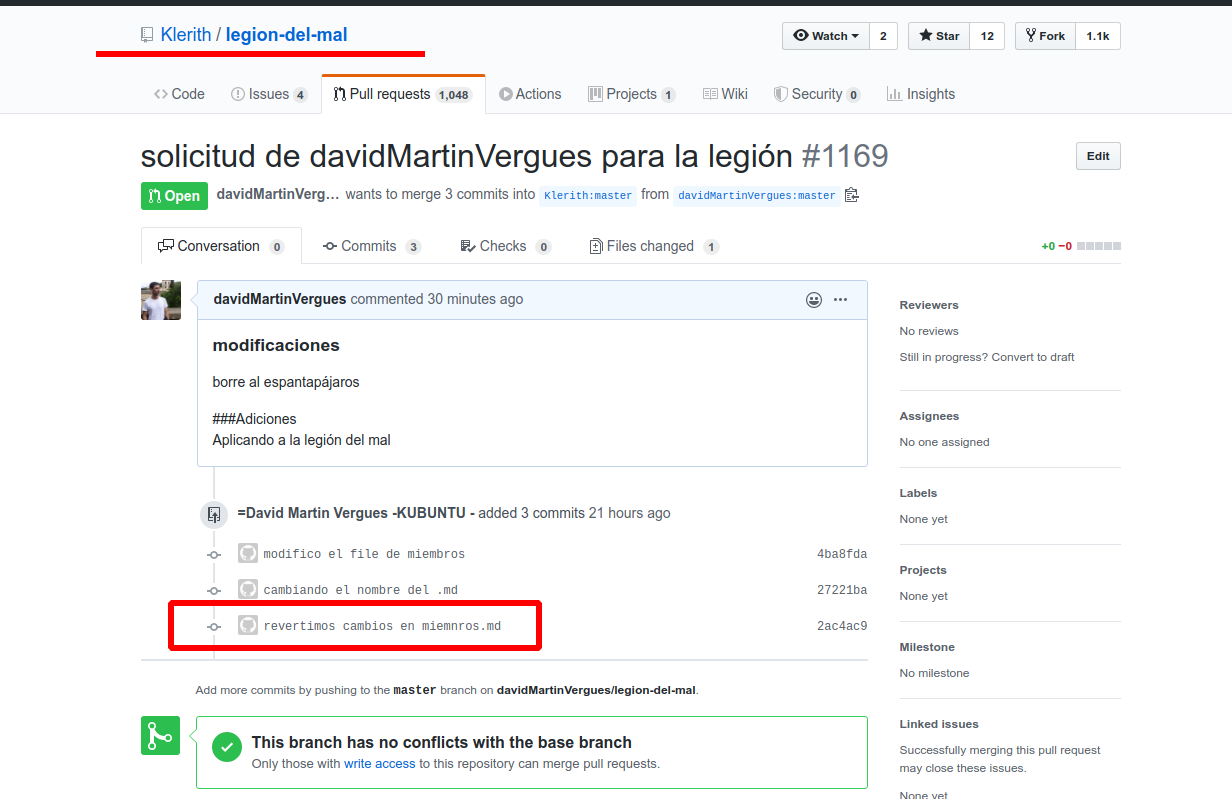 Klerith / legion-del-mal
Watch 2 Star 12 Fork 1.1k
Code Issues 4 Pull requests 1,048 Actions Projects 1 Wiki Security 0 Insights
solicitud de davidMartinVergues para la legión #1169
Edit
Open davidMartinVerg... wants to merge 3 commits into Klerith:master from davidMartinVergues:master
Conversation 0 Commits 3 Checks 0 Files changed 1 +0 −0
davidMartinVergues commented 30 minutes ago
modificaciones
borre al espantapájaros
###Adiciones
Aplicando a la legión del mal
=David Martin Vergues -KUBUNTU - added 3 commits 21 hours ago
modifico el file de miembros 4ba8fda
cambiando el nombre del .md 27221ba
revertimos cambios en miemnros.md 2ac4ac9
Add more commits by pushing to the master branch on davidMartinVergues/legion-del-mal.
This branch has no conflicts with the base branch
Only those with write access to this repository can merge pull requests.
Reviewers
No reviews
Still in progress? Convert to draft
Assignees
No one assigned
Labels
None yet
Projects
None yet
Milestone
No milestone
Linked issues
Successfully merging this pull request
may close these issues.
None yet